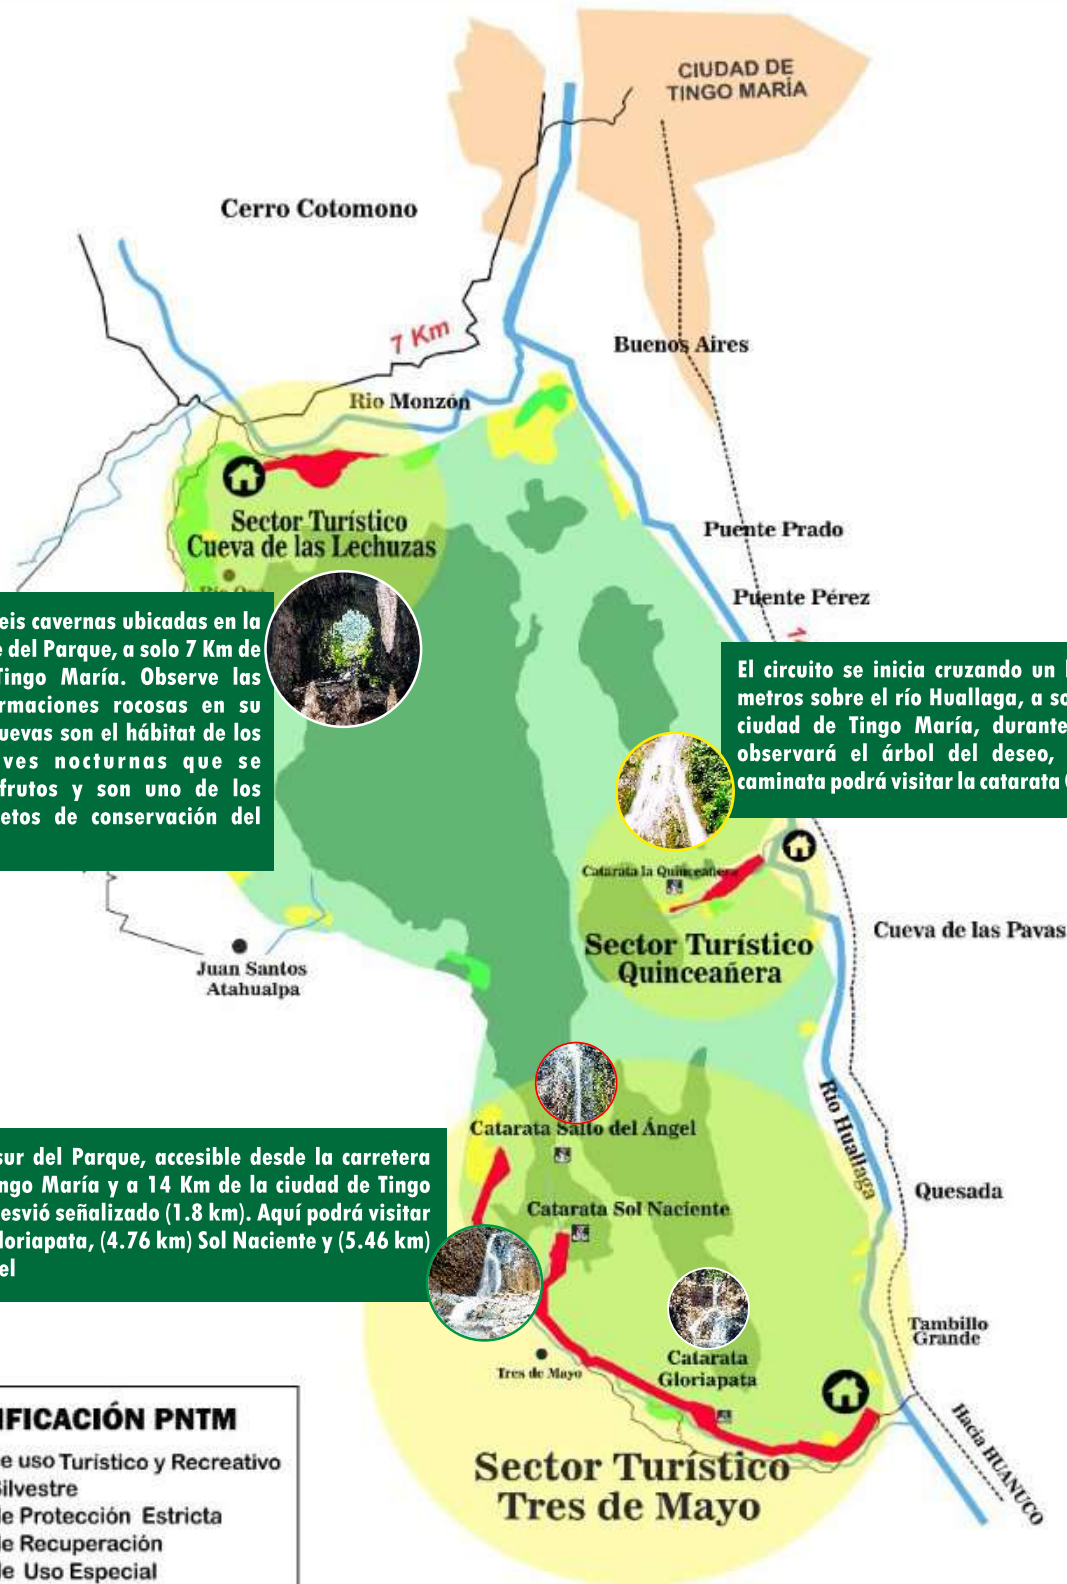 CIUDAD DE
TINGO MARÍA
Cerro Cotomono
7 Km
Buenos Aires
Rio Monzón
Sector Turístico
Cueva de las Lechuzas
Puente Prado
Puente Pérez
eis cavernas ubicadas en la
e del Parque, a solo 7 Km de
Tingo María. Observe las
rmaciones rocosas en su
uevas son el hábitat de los
ves nocturnas que se
frutos y son uno de los
etos de conservación del
El circuito se inicia cruzando un
metros sobre el río Huallaga, a so
ciudad de Tingo María, durante
observará el árbol del deseo,
caminata podrá visitar la catarata
Catarata la Quinceañera
Sector Turístico
Quinceañera
Cueva de las Pavas
Juan Santos
Atahualpa
Rio Huallaga
Catarata Salto del Ángel
sur del Parque, accesible desde la carretera
ngo María y a 14 Km de la ciudad de Tingo
esvió señalizado (1.8 km). Aquí podrá visitar
loriapata, (4.76 km) Sol Naciente y (5.46 km)
el
Catarata Sol Naciente
Quesada
Tambillo
Grande
Tres de Mayo
Catarata
Gloriapata
Hacia HUANUCO
Sector Turístico
Tres de Mayo
IFICACIÓN PNTM
e uso Turístico y Recreativo
Silvestre
de Protección Estricta
de Recuperación
de Uso Especial